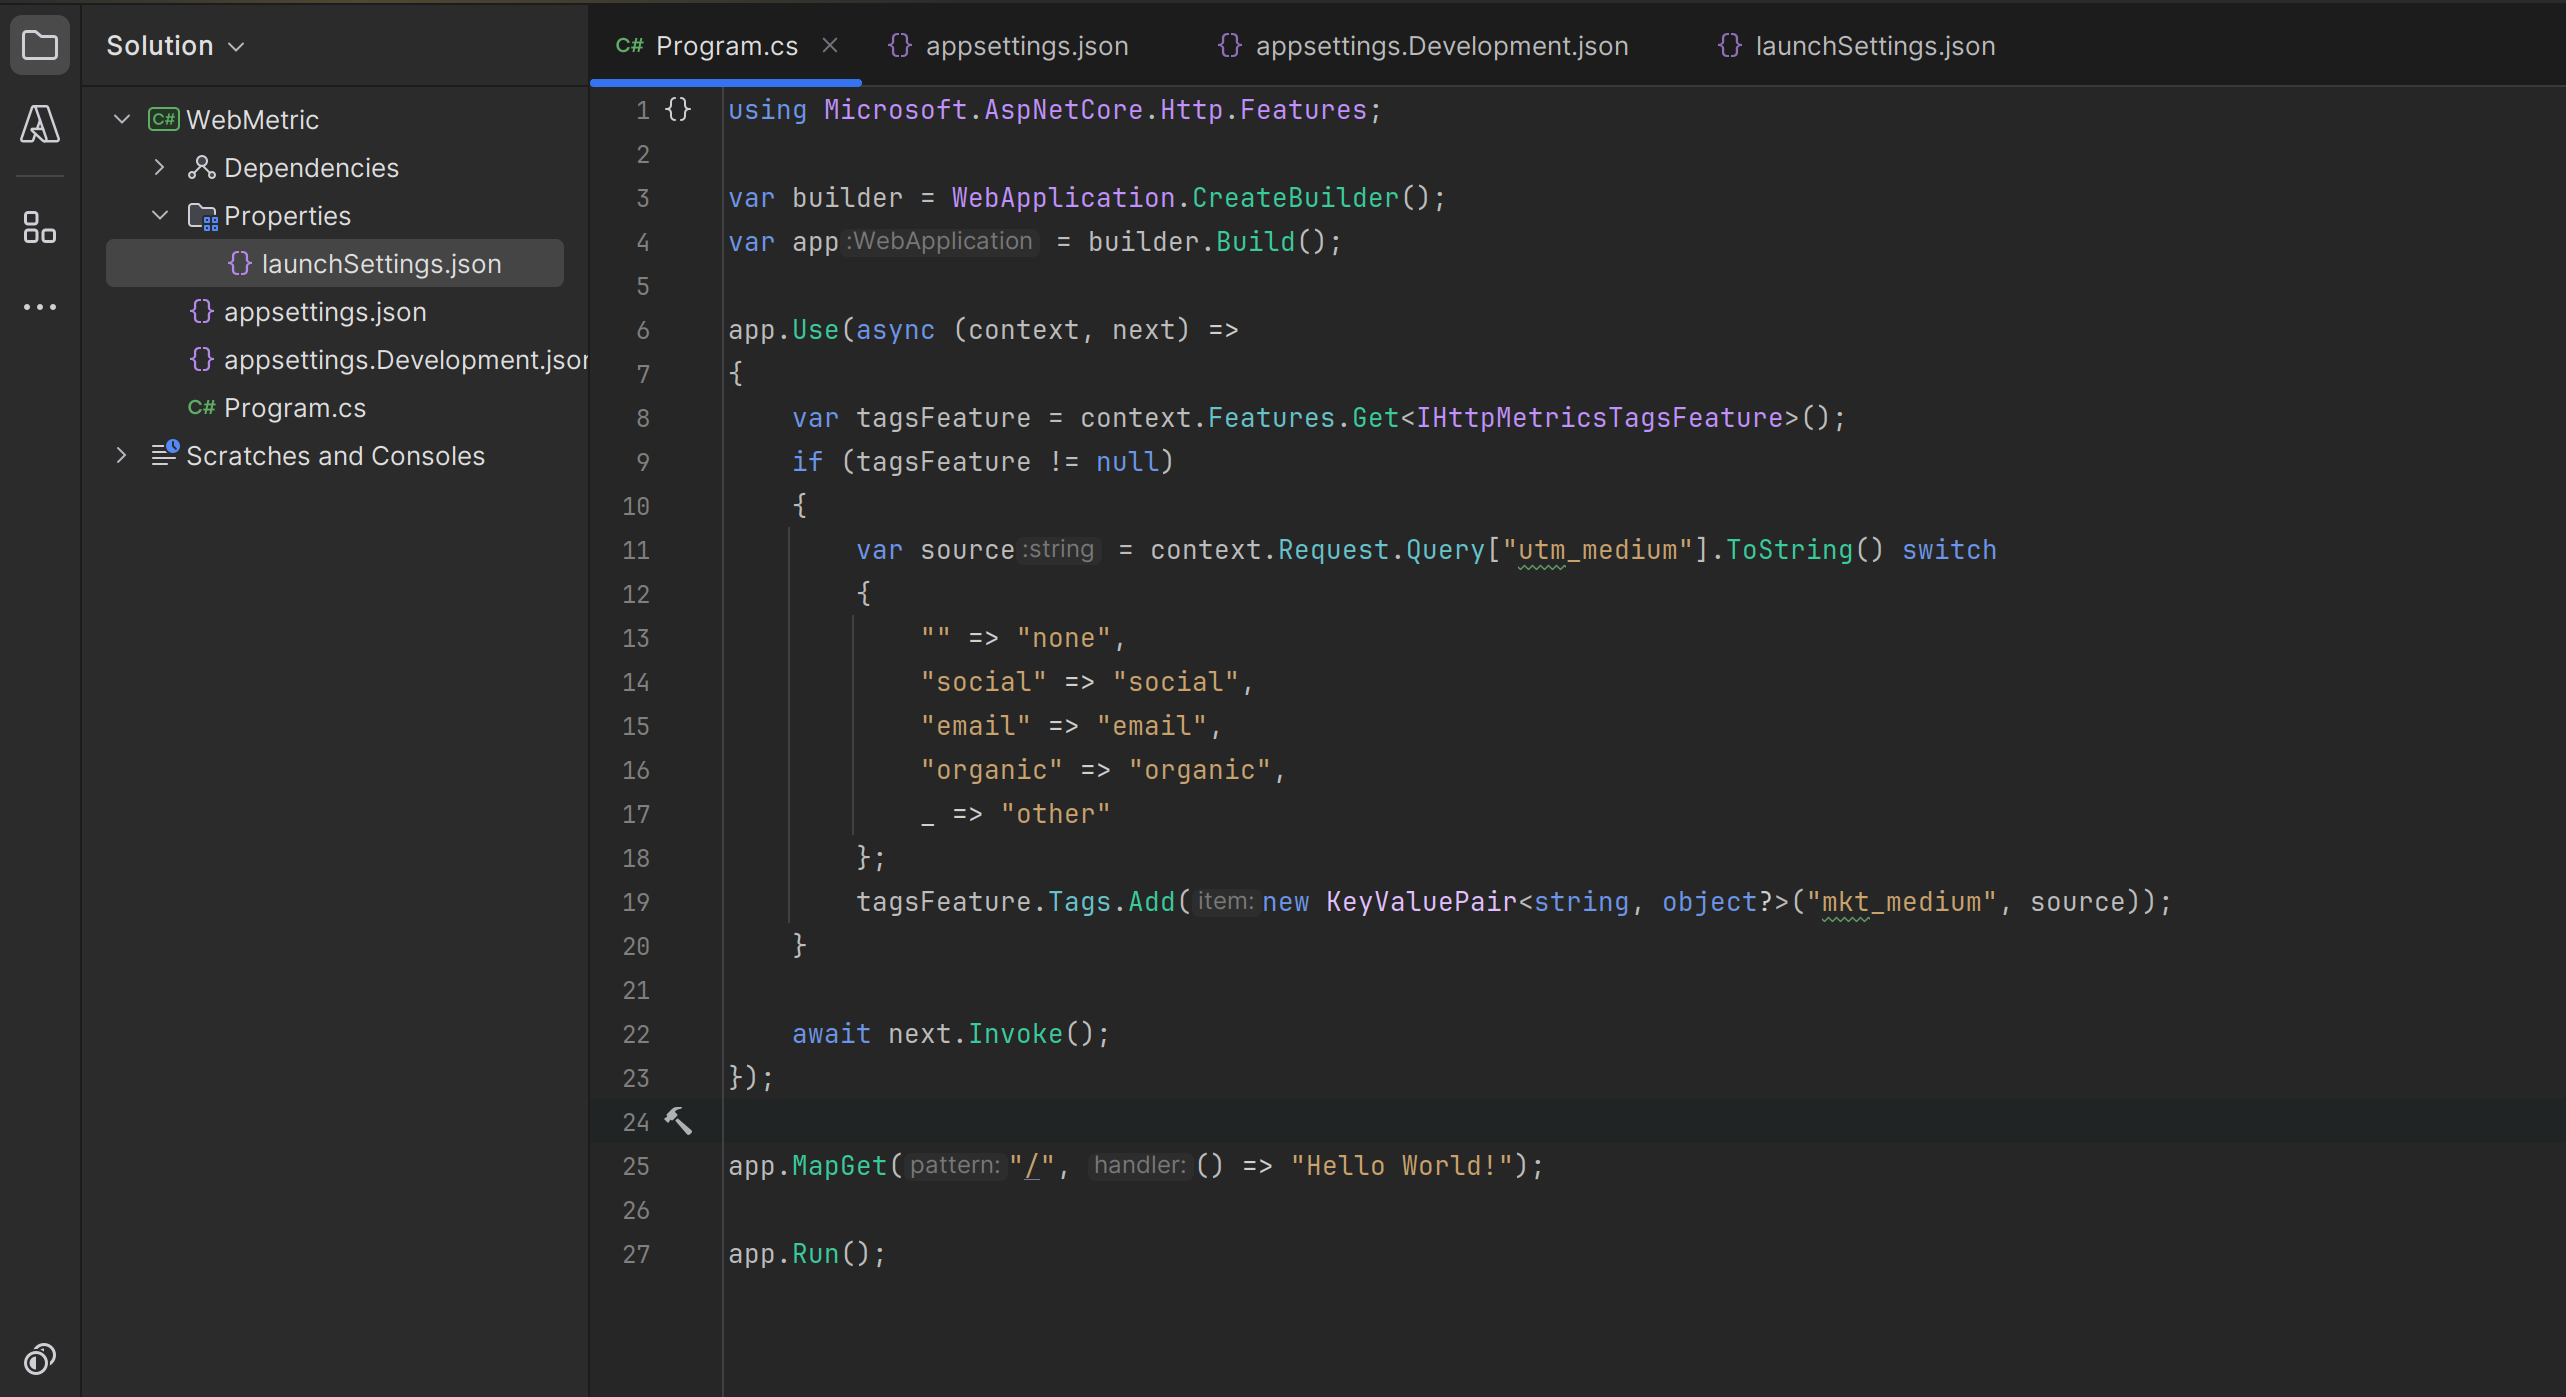 Solution
C# Program.cs
{} appsettings.json
{} appsettings.Development.json
{} launchSettings.json
C# WebMetric
Dependencies
Properties
{} launchSettings.json
{} appsettings.json
{} appsettings.Development.json
C# Program.cs
Scratches and Consoles
1 {} using Microsoft.AspNetCore.Http.Features;
2
3 var builder = WebApplication.CreateBuilder();
4 var app :WebApplication = builder.Build();
5
6 app.Use(async (context, next) =>
7 {
8 var tagsFeature = context.Features.Get<IHttpMetricsTagsFeature>();
9 if (tagsFeature != null)
10 {
11 var source :string = context.Request.Query["utm_medium"].ToString() switch
12 {
13 "" => "none",
14 "social" => "social",
15 "email" => "email",
16 "organic" => "organic",
17 _ => "other"
18 };
19 tagsFeature.Tags.Add( item: new KeyValuePair<string, object?>("mkt_medium", source));
20 }
21
22 await next.Invoke();
23 });
24
25 app.MapGet( pattern: "/", handler: () => "Hello World!");
26
27 app.Run();